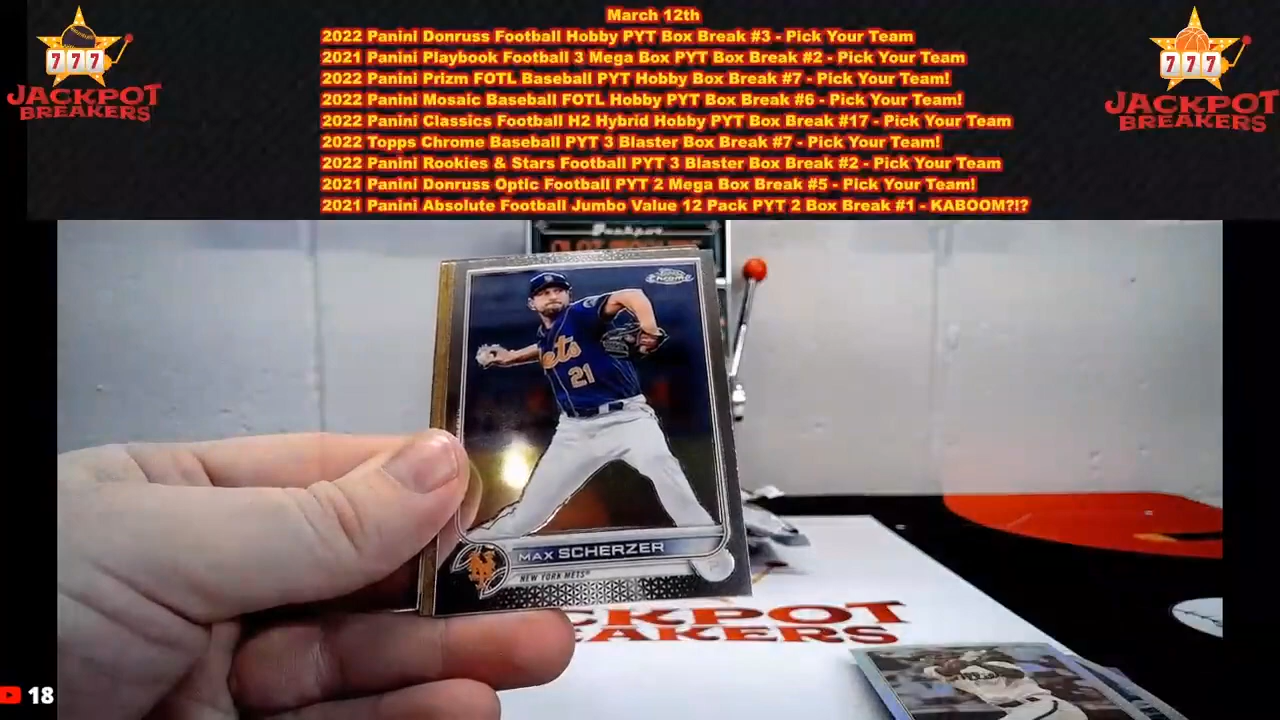 March 12th
2022 Panini Donruss Football Hobby PYT Box Break #3 - Pick Your Team
2021 Panini Playbook Football 3 Mega Box PYT Box Break #2 - Pick Your Team
2022 Panini Prizm FOTL Baseball PYT Hobby Box Break #7 - Pick Your Team!
2022 Panini Mosaic Baseball FOTL Hobby PYT Box Break #6 - Pick Your Team!
2022 Panini Classics Football H2 Hybrid Hobby PYT Box Break #17 - Pick Your Team
2022 Topps Chrome Baseball PYT 3 Blaster Box Break #7 - Pick Your Team!
2022 Panini Rookies & Stars Football PYT 3 Blaster Box Break #2 - Pick Your Team
2021 Panini Donruss Optic Football PYT 2 Mega Box Break #5 - Pick Your Team!
2021 Panini Absolute Football Jumbo Value 12 Pack PYT 2 Box Break #1 - KABOOM?!?
777
JACKPOT
BREAKERS
777
JACKPOT
BREAKERS
Jackpot
Topps
Chrome
ets
21
MAX SCHERZER
NEW YORK METS
CKPOT
EAKERS
18